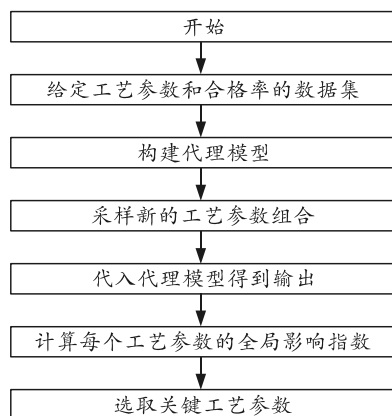 开始
给定工艺参数和合格率的数据集
构建代理模型
采样新的工艺参数组合
代入代理模型得到输出
计算每个工艺参数的全局影响指数
选取关键工艺参数